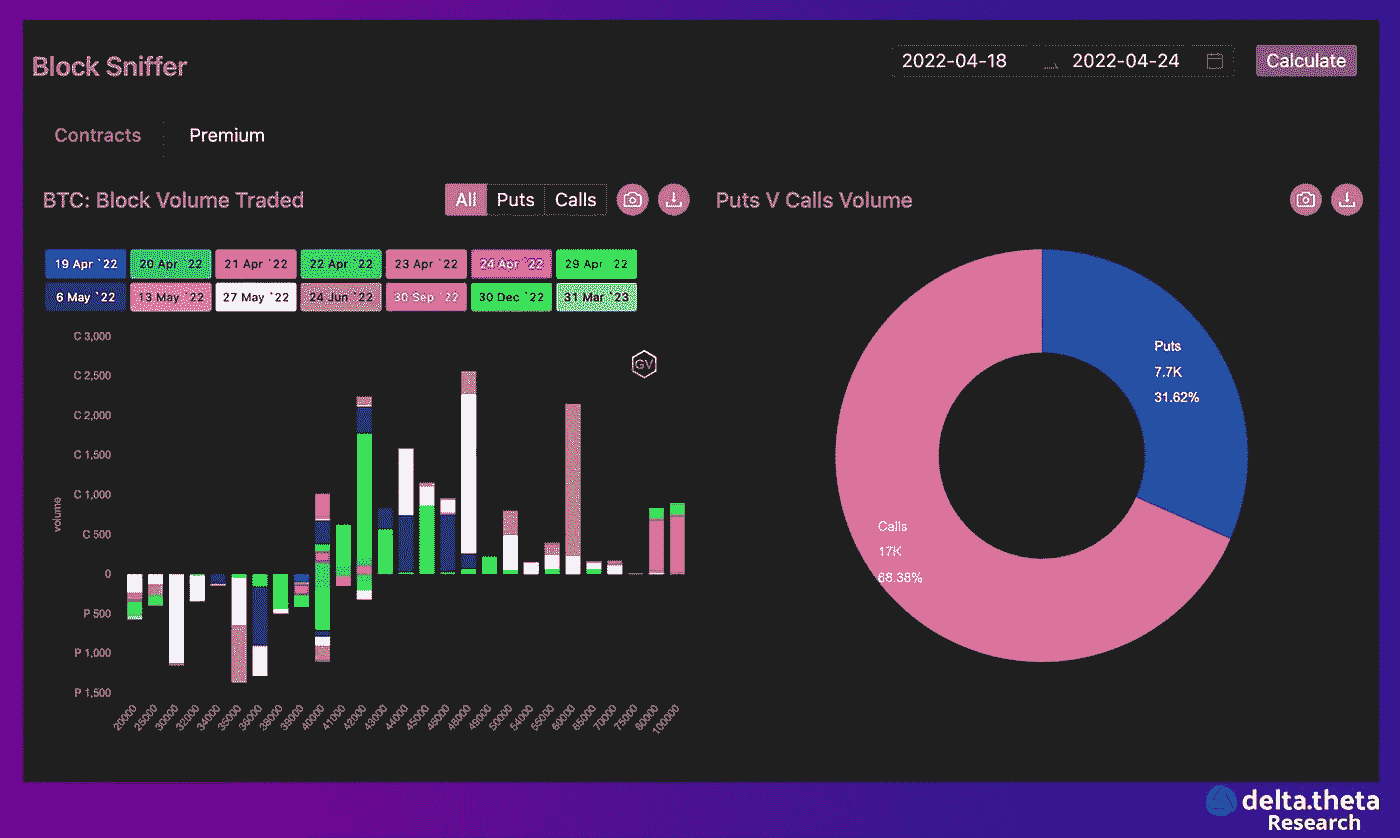 Block Sniffer
2022-04-18 2022-04-24 Calculate
Contracts Premium
BTC: Block Volume Traded
All Puts Calls
Puts V Calls Volume
19 Apr `22 20 Apr `22 21 Apr `22 22 Apr `22 23 Apr `22 24 Apr `22 29 Apr `22
6 May `22 13 May `22 27 May `22 24 Jun `22 30 Sep `22 30 Dec `22 31 Mar `23
C 3,000
C 2,500
C 2,000
C 1,500
C 1,000
C 500
0
P 500
P 1,000
P 1,500
volume
GV
20000 25000 30000 32000 34000 35000 36000 38000 39000 40000 41000 42000 43000 44000 45000 46000 48000 49000 50000 54000 55000 60000 65000 70000 75000 80000 100000
Puts
7.7K
31.62%
Calls
17K
68.38%
delta.theta
Research